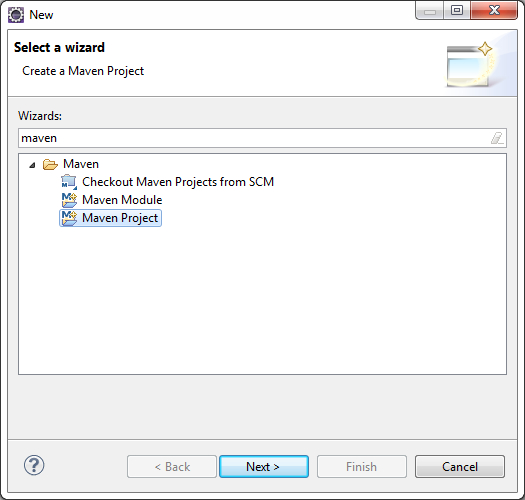 New
Select a wizard
Create a Maven Project
Wizards:
maven
Maven
Checkout Maven Projects from SCM
Maven Module
Maven Project
< Back
Next >
Finish
Cancel